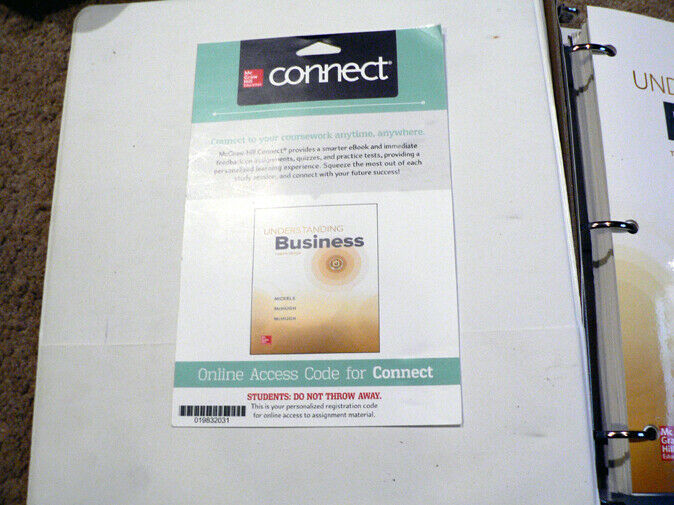 Mc
Graw
Hill
Education
connect®
Connect to your coursework anytime, anywhere.
McGraw-Hill Connect® provides a smarter eBook and immediate
feedback on assignments, quizzes, and practice tests, providing a
personalized learning experience. Squeeze the most out of each
study session, and connect with your future success!
UNDERSTANDING
Business
NICKELS
McHUGH
McHUGH
Online Access Code for Connect
STUDENTS: DO NOT THROW AWAY.
This is your personalized registration code
for online access to assignment material.
019832031
UND
Mc
Gra
Hill